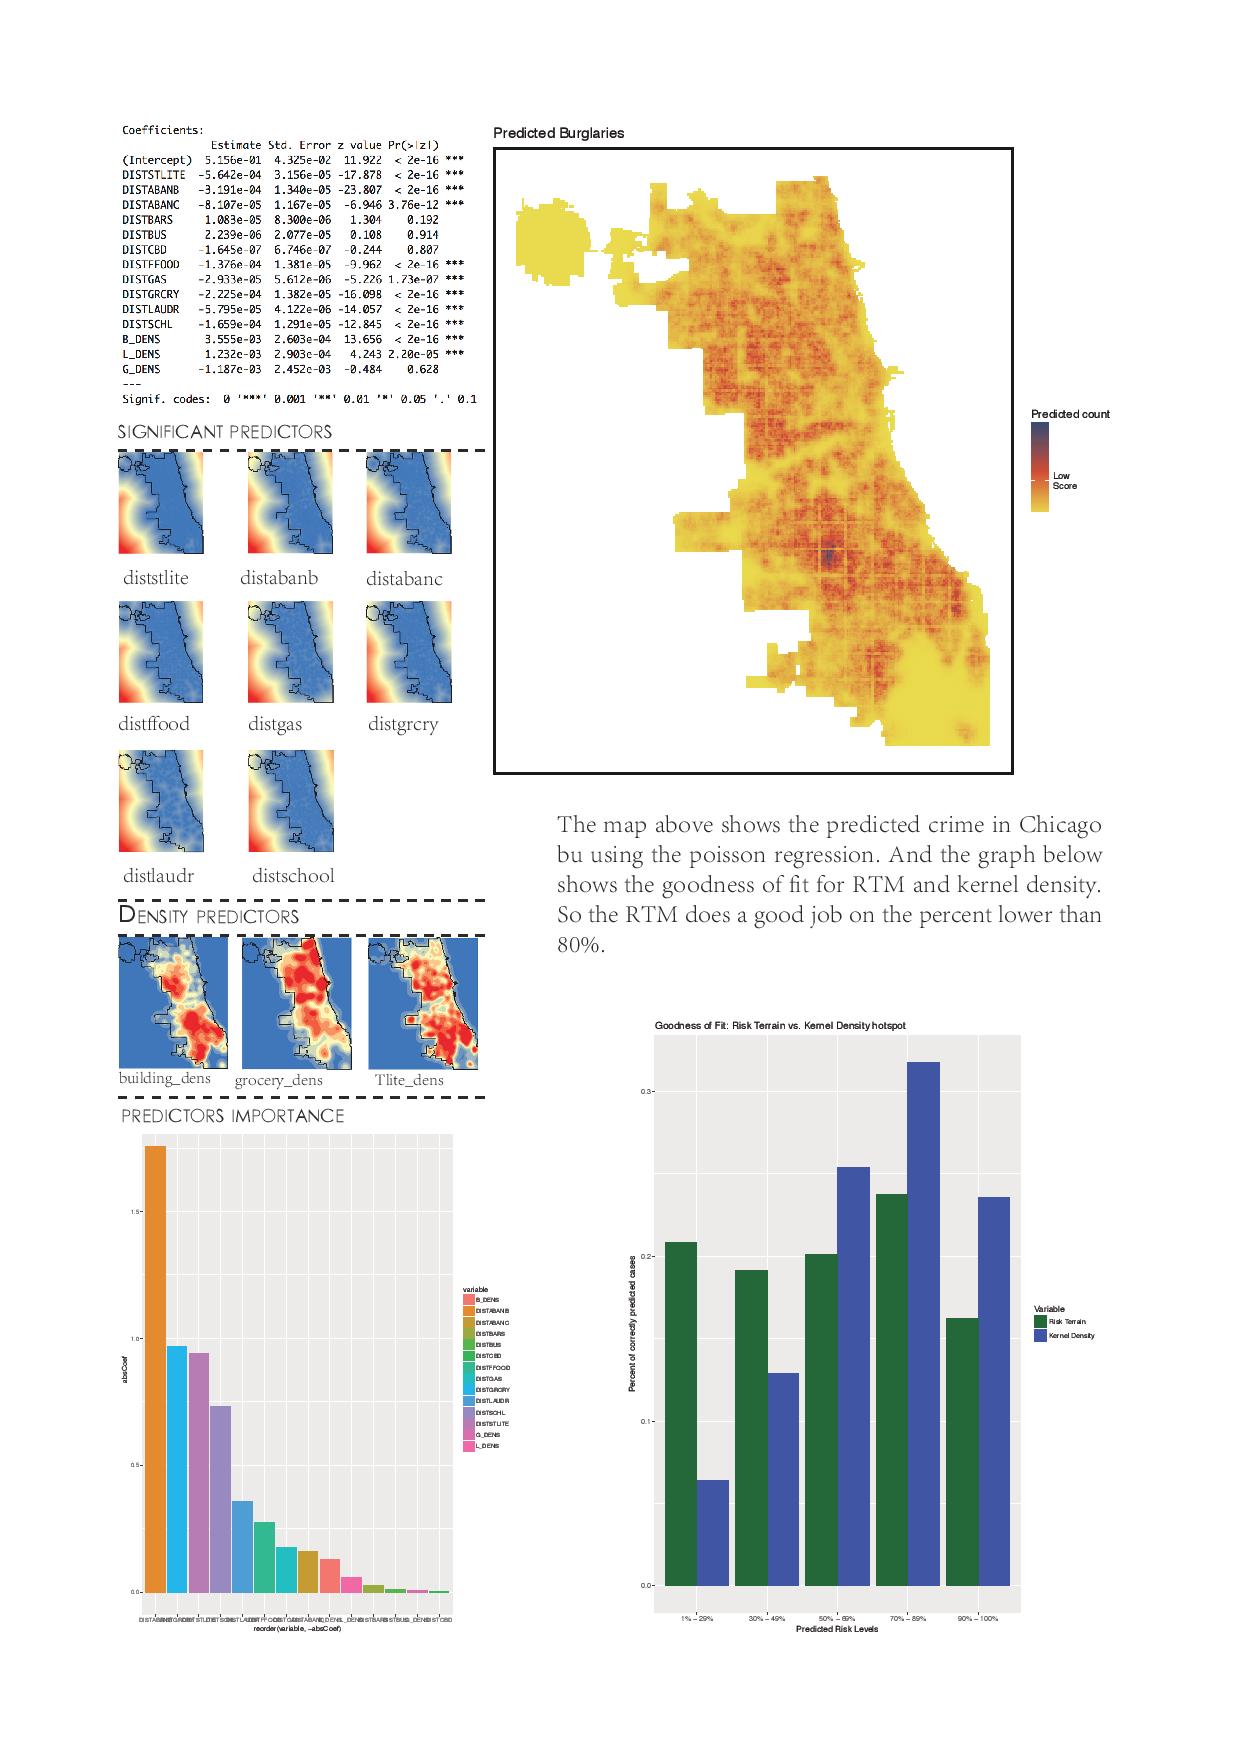 Coefficients:
Estimate Std. Error z value Pr(>|z|)
(Intercept) 5.156e-01 4.325e-02 11.922 < 2e-16 ***
DISTSTLITE -5.642e-04 3.156e-05 -17.878 < 2e-16 ***
DISTABANB -3.191e-04 1.340e-05 -23.807 < 2e-16 ***
DISTABANC -8.107e-05 1.167e-05 -6.946 3.76e-12 ***
DISTBARS 1.083e-05 8.300e-06 1.304 0.192
DISTBUS 2.239e-06 2.077e-05 0.108 0.914
DISTCBD -1.645e-07 6.746e-07 -0.244 0.807
DISTFFOOD -1.376e-04 1.381e-05 -9.962 < 2e-16 ***
DISTGAS -2.933e-05 5.612e-06 -5.226 1.73e-07 ***
DISTGRCRY -2.225e-04 1.382e-05 -16.098 < 2e-16 ***
DISTLAUDR -5.795e-05 4.122e-06 -14.057 < 2e-16 ***
DISTSCHL -1.659e-04 1.291e-05 -12.845 < 2e-16 ***
B_DENS 3.555e-03 2.603e-04 13.656 < 2e-16 ***
L_DENS 1.232e-03 2.903e-04 4.243 2.20e-05 ***
G_DENS -1.187e-03 2.452e-03 -0.484 0.628
---
Signif. codes: 0 '***' 0.001 '**' 0.01 '*' 0.05 '.' 0.1
SIGNIFICANT PREDICTORS
diststlite distabanb distabanc
distffood distgas distgrcry
distlaudr distschool
DENSITY PREDICTORS
building_dens grocery_dens Tlite_dens
PREDICTORS IMPORTANCE
absCoef
1.5
1.0
0.5
0.0
reorder(variable, -absCoef)
variable
B_DENS
DISTABANB
DISTABANC
DISTBARS
DISTBUS
DISTCBD
DISTFFOOD
DISTGAS
DISTGRCRY
DISTLAUDR
DISTSCHL
DISTSTLITE
G_DENS
L_DENS
Predicted Burglaries
Predicted count
Low
Score
The map above shows the predicted crime in Chicago
bu using the poisson regression. And the graph below
shows the goodness of fit for RTM and kernel density.
So the RTM does a good job on the percent lower than
80%.
Goodness of Fit: Risk Terrain vs. Kernel Density hotspot
Percent of correctly predicted cases
0.3
0.2
0.1
0.0
1% – 29% 30% – 49% 50% – 69% 70% – 89% 90% – 100%
Predicted Risk Levels
Variable
Risk Terrain
Kernel Density